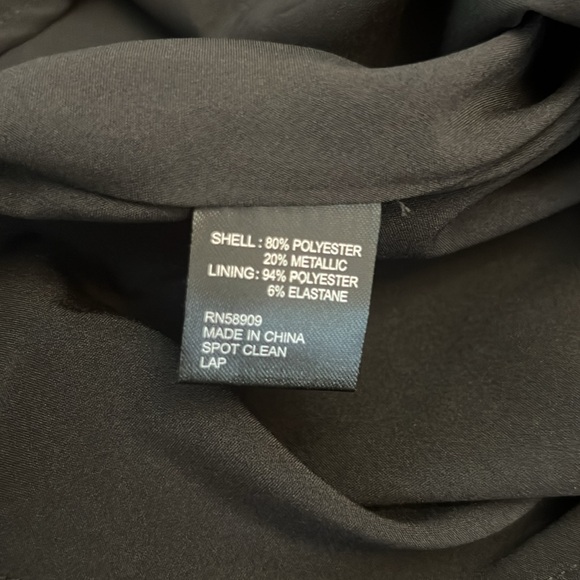 SHELL : 80% POLYESTER
20% METALLIC
LINING: 94% POLYESTER
6% ELASTANE
RN58909
MADE IN CHINA
SPOT CLEAN
LAP